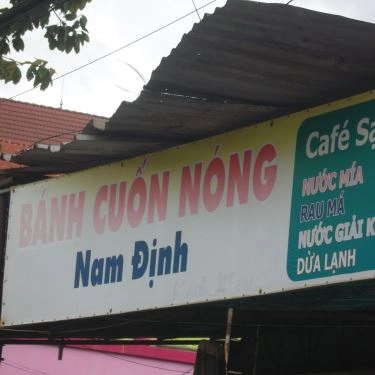 BÁNH CUỐN NÓNG
Nam Định
Café
NƯỚC MÍA
RAU MÁ
NƯỚC GIẢI
DỪA LẠNH